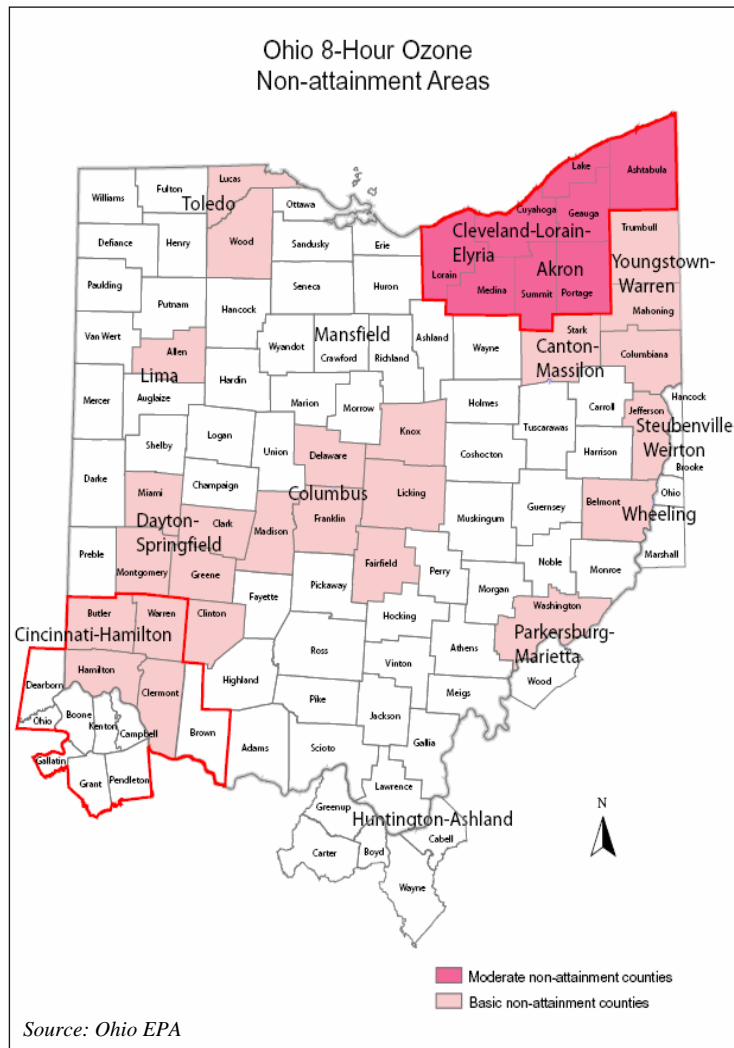 Ohio 8-Hour Ozone
Non-attainment Areas
Lake
Ashtabula
Lucas
Fulton
Williams
Toledo
Ottawa
Cuyahoga
Geauga
Trumbull
Cleveland-Lorain-
Elyria
Defiance
Henry
Wood
Sandusky
Erie
Youngstown-
Warren
Lorain
Akron
Medina
Summit
Portage
Paulding
Seneca
Huron
Putnam
Hancock
Mahoning
Van Wert
Mansfield
Ashland
Wayne
Stark
Canton-
Massilon
Columbiana
Allen
Wyandot
Crawford
Richland
Lima
Hardin
Mercer
Auglaize
Marion
Morrow
Holmes
Carroll
Hancock
Jefferson
Tuscarawas
Steubenville
Weirton
Shelby
Logan
Union
Knox
Delaware
Coshocton
Harrison
Brooke
Darke
Champaign
Miami
Columbus
Licking
Ohio
Belmont
Guernsey
Wheeling
Dayton-
Springfield
Clark
Madison
Franklin
Muskingum
Preble
Montgomery
Greene
Fairfield
Perry
Noble
Monroe
Marshall
Fayette
Pickaway
Morgan
Butler
Warren
Clinton
Hocking
Washington
Cincinnati-Hamilton
Parkersburg-
Marietta
Ross
Athens
Vinton
Hamilton
Highland
Wood
Dearborn
Clermont
Pike
Meigs
Ohio
Boone
Kenton
Campbell
Brown
Jackson
Adams
Scioto
Gallia
Gallatin
Grant
Pendleton
Lawrence
Greenup
Huntington-Ashland
Cabell
Carter
Boyd
Wayne
N
Moderate non-attainment counties
Basic non-attainment counties
Source: Ohio EPA